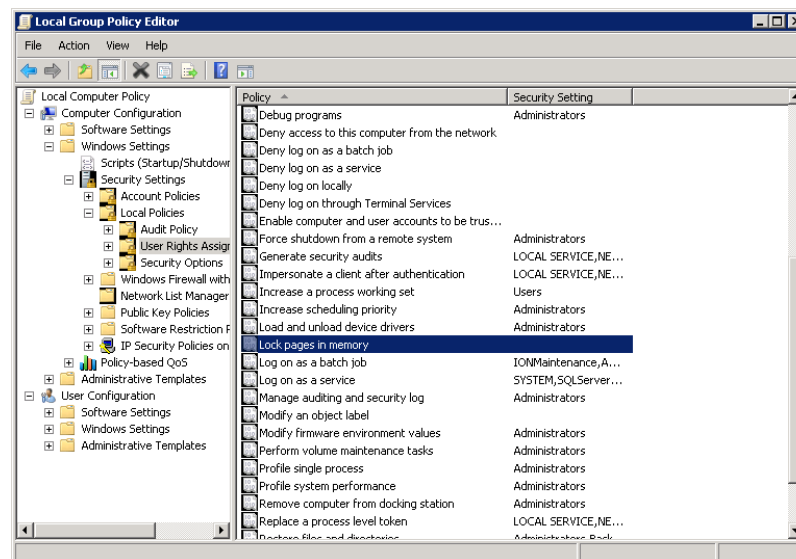 Local Group Policy Editor
File Action View Help
Local Computer Policy
Computer Configuration
Software Settings
Windows Settings
Scripts (Startup/Shutdown
Security Settings
Account Policies
Local Policies
Audit Policy
User Rights Assign
Security Options
Windows Firewall with
Network List Manager
Public Key Policies
Software Restriction P
IP Security Policies on
Policy-based QoS
Administrative Templates
User Configuration
Software Settings
Windows Settings
Administrative Templates
Policy Security Setting
Debug programs Administrators
Deny access to this computer from the network
Deny log on as a batch job
Deny log on as a service
Deny log on locally
Deny log on through Terminal Services
Enable computer and user accounts to be trus...
Force shutdown from a remote system Administrators
Generate security audits LOCAL SERVICE,NE...
Impersonate a client after authentication LOCAL SERVICE,NE...
Increase a process working set Users
Increase scheduling priority Administrators
Load and unload device drivers Administrators
Lock pages in memory
Log on as a batch job IONMaintenance,A...
Log on as a service SYSTEM,SQLServer...
Manage auditing and security log Administrators
Modify an object label
Modify firmware environment values Administrators
Perform volume maintenance tasks Administrators
Profile single process Administrators
Profile system performance Administrators
Remove computer from docking station Administrators
Replace a process level token LOCAL SERVICE,NE...
Restore files and directories Administrators,Back...